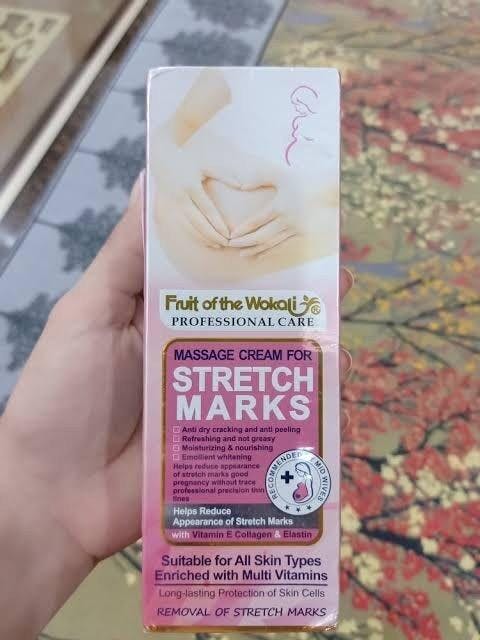 Fruit of the Wokali ®
PROFESSIONAL CARE
MASSAGE CREAM FOR
STRETCH
MARKS
Anti dry cracking and anti peeling
Refreshing and not greasy
Moisturizing & nourishing
Emollient whitening
Helps reduce appearance
of stretch marks good
pregnancy without trace
professional precision thin
lines
RECOMMENDED MID WIVES
Helps Reduce
Appearance of Stretch Marks
with Vitamin E Collagen & Elastin
Suitable for All Skin Types
Enriched with Multi Vitamins
Long-lasting Protection of Skin Cells
REMOVAL OF STRETCH MARKS